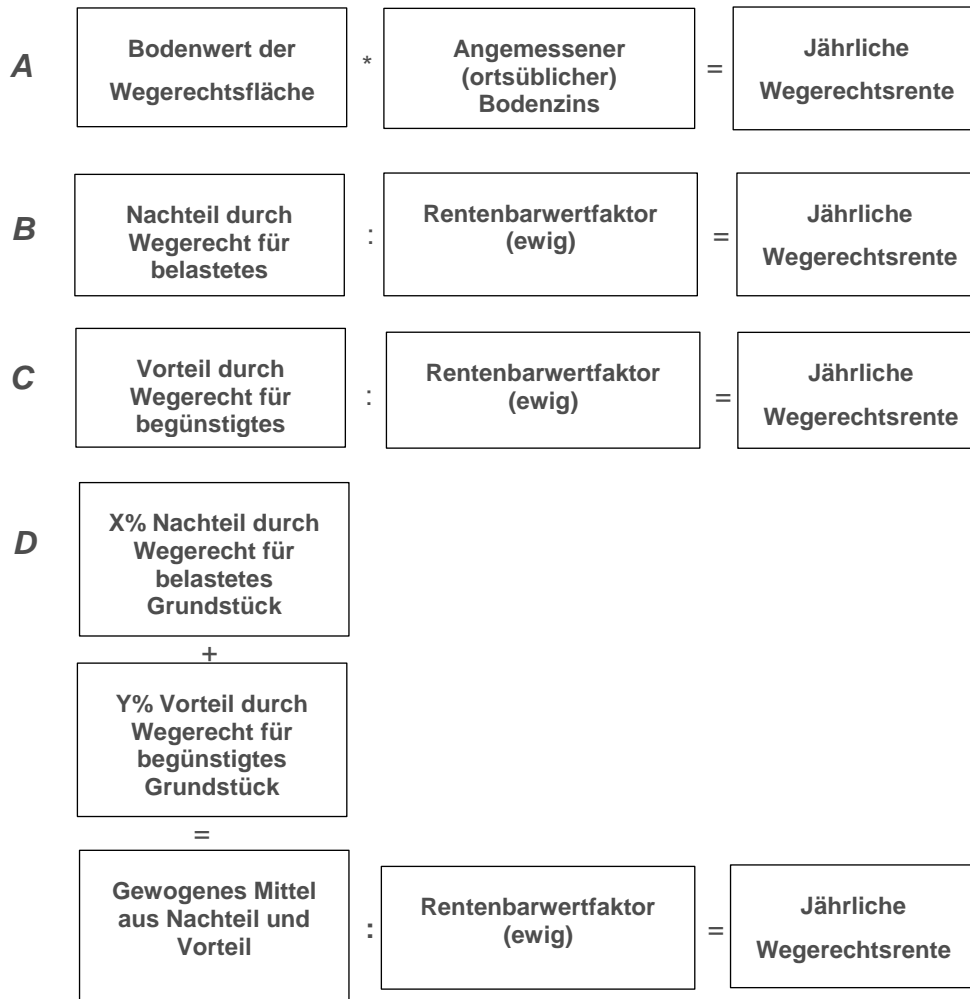 A
Bodenwert der
Wegerechtsfläche
*
Angemessener
(ortsüblicher)
Bodenzins
=
Jährliche
Wegerechtsrente
B
Nachteil durch
Wegerecht für
belastetes
:
Rentenbarwertfaktor
(ewig)
=
Jährliche
Wegerechtsrente
C
Vorteil durch
Wegerecht für
begünstigtes
:
Rentenbarwertfaktor
(ewig)
=
Jährliche
Wegerechtsrente
D
X% Nachteil durch
Wegerecht für
belastetes
Grundstück
+
Y% Vorteil durch
Wegerecht für
begünstigtes
Grundstück
=
Gewogenes Mittel
aus Nachteil und
Vorteil
:
Rentenbarwertfaktor
(ewig)
=
Jährliche
Wegerechtsrente